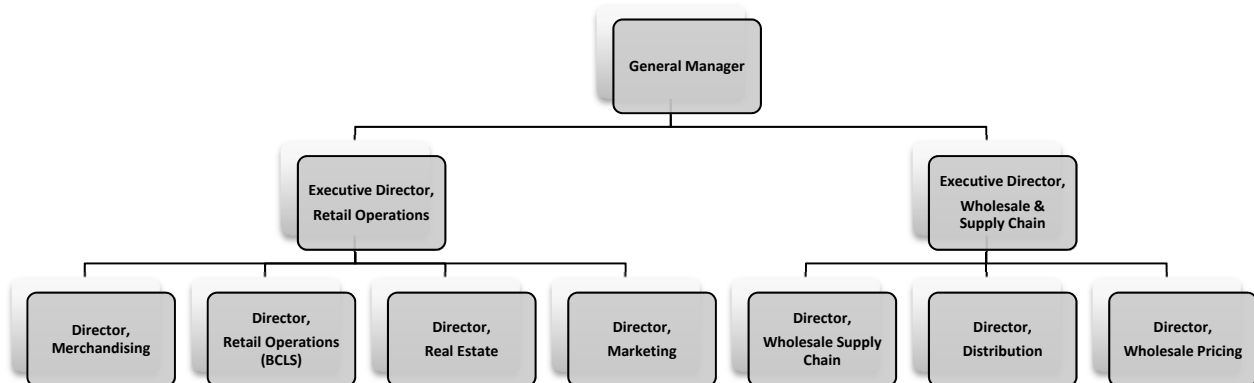 General Manager
Executive Director,
Retail Operations
Executive Director,
Wholesale &
Supply Chain
Director,
Merchandising
Director,
Retail Operations
(BCLS)
Director,
Real Estate
Director,
Marketing
Director,
Wholesale Supply
Chain
Director,
Distribution
Director,
Wholesale Pricing